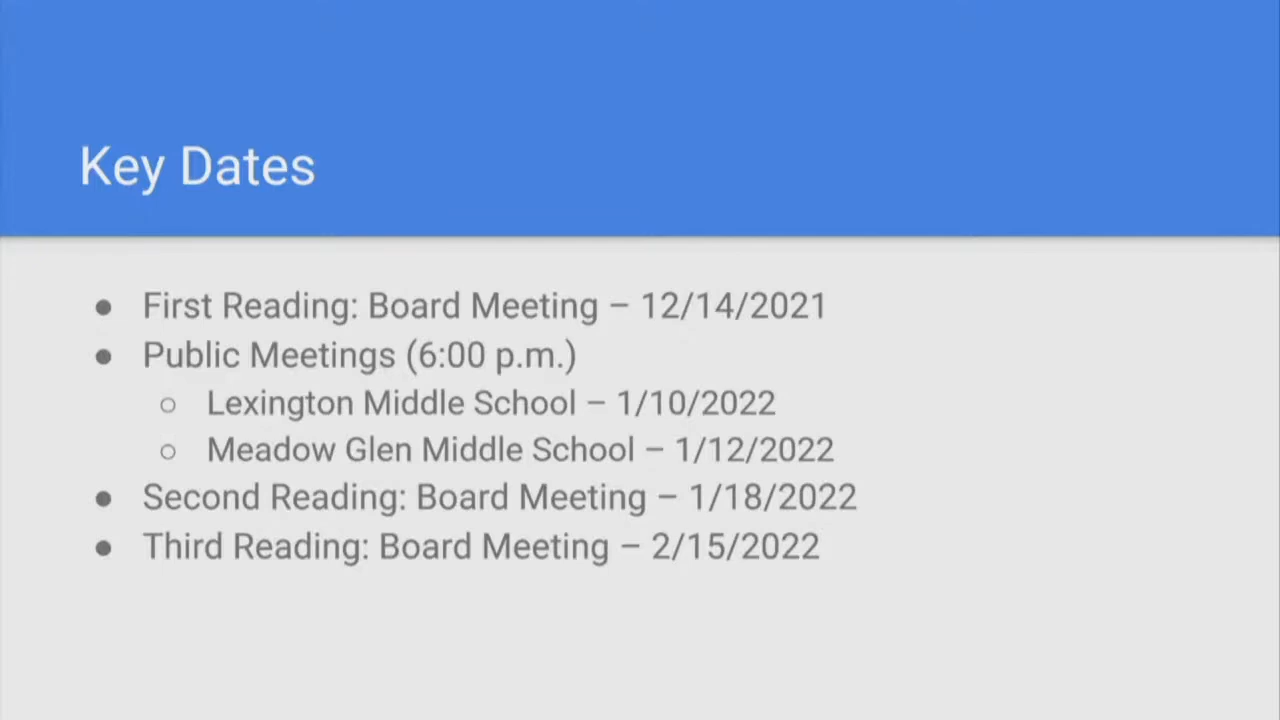 Key Dates
● First Reading: Board Meeting – 12/14/2021
● Public Meetings (6:00 p.m.)
○ Lexington Middle School – 1/10/2022
○ Meadow Glen Middle School – 1/12/2022
● Second Reading: Board Meeting – 1/18/2022
● Third Reading: Board Meeting – 2/15/2022